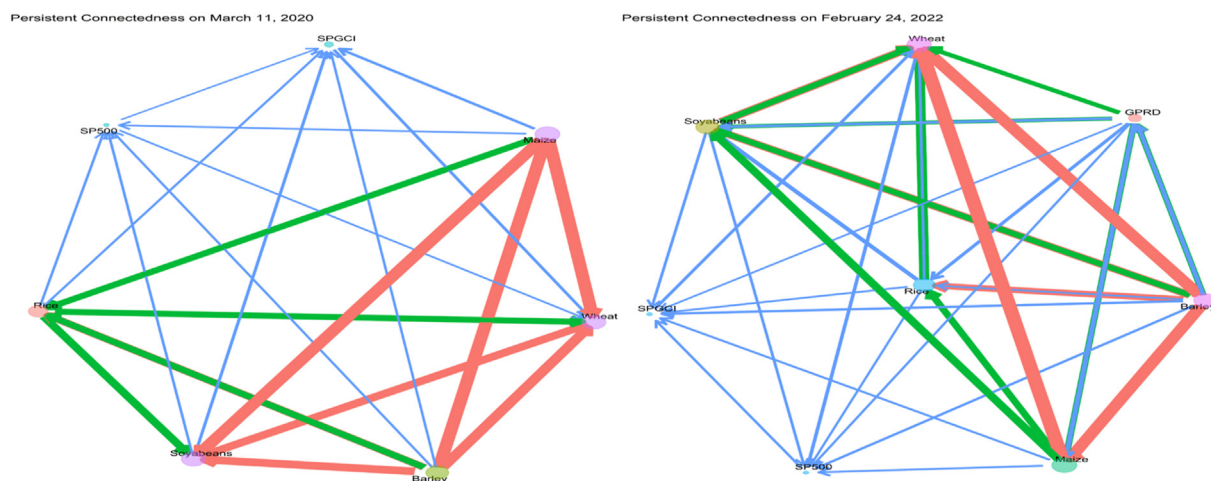 Persistent Connectedness on March 11, 2020
SPGCI
SP500
Maize
Rice
Wheat
Soyabeans
Barley
Persistent Connectedness on February 24, 2022
Wheat
GPRD
Soyabeans
Rice
Barley
SPGCI
Maize
SP500